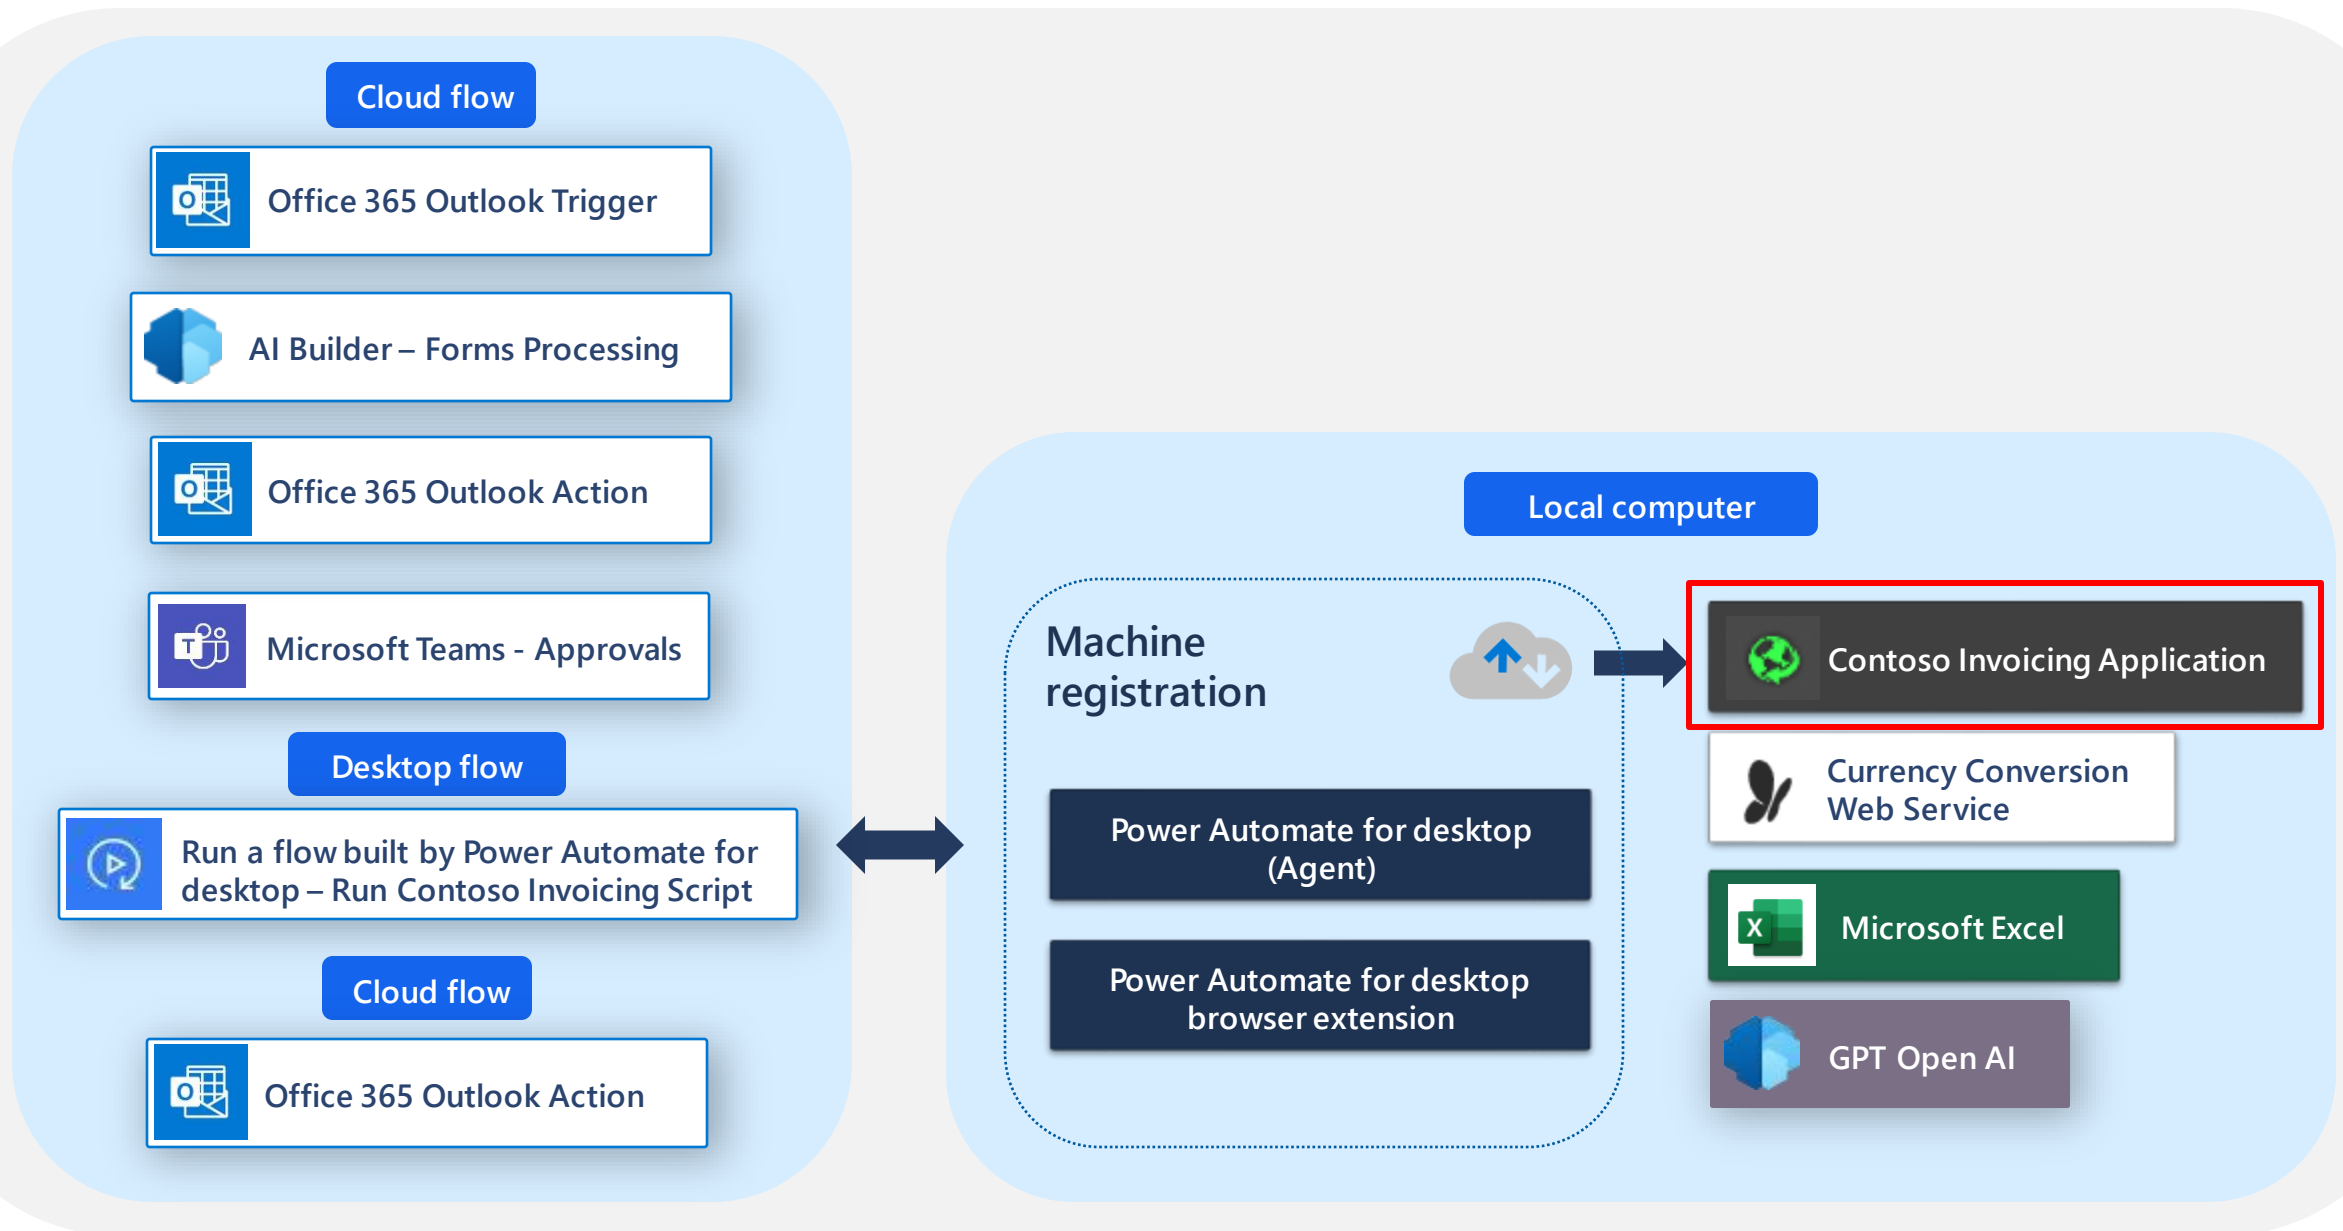 Cloud flow
Office 365 Outlook Trigger
AI Builder – Forms Processing
Office 365 Outlook Action
Microsoft Teams - Approvals
Desktop flow
Run a flow built by Power Automate for
desktop – Run Contoso Invoicing Script
Cloud flow
Office 365 Outlook Action
Local computer
Machine
registration
Power Automate for desktop
(Agent)
Power Automate for desktop
browser extension
Contoso Invoicing Application
Currency Conversion
Web Service
Microsoft Excel
GPT Open AI